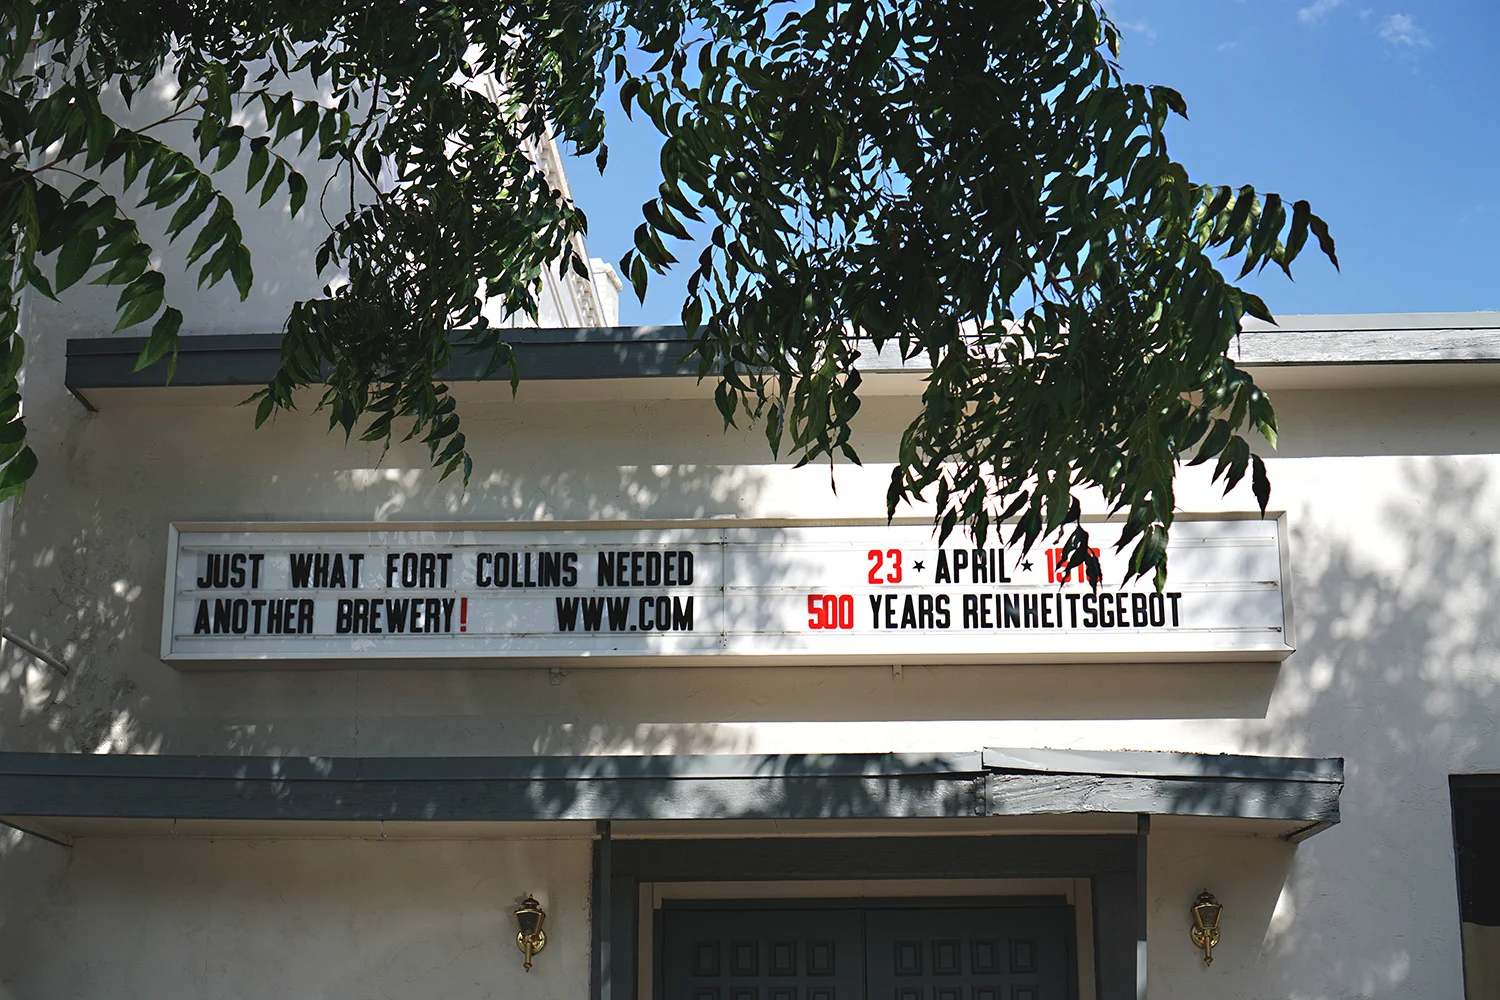 JUST WHAT FORT COLLINS NEEDED
ANOTHER BREWERY! WWW.COM
23 ★ APRIL ★
500 YEARS REINHEITSGEBOT